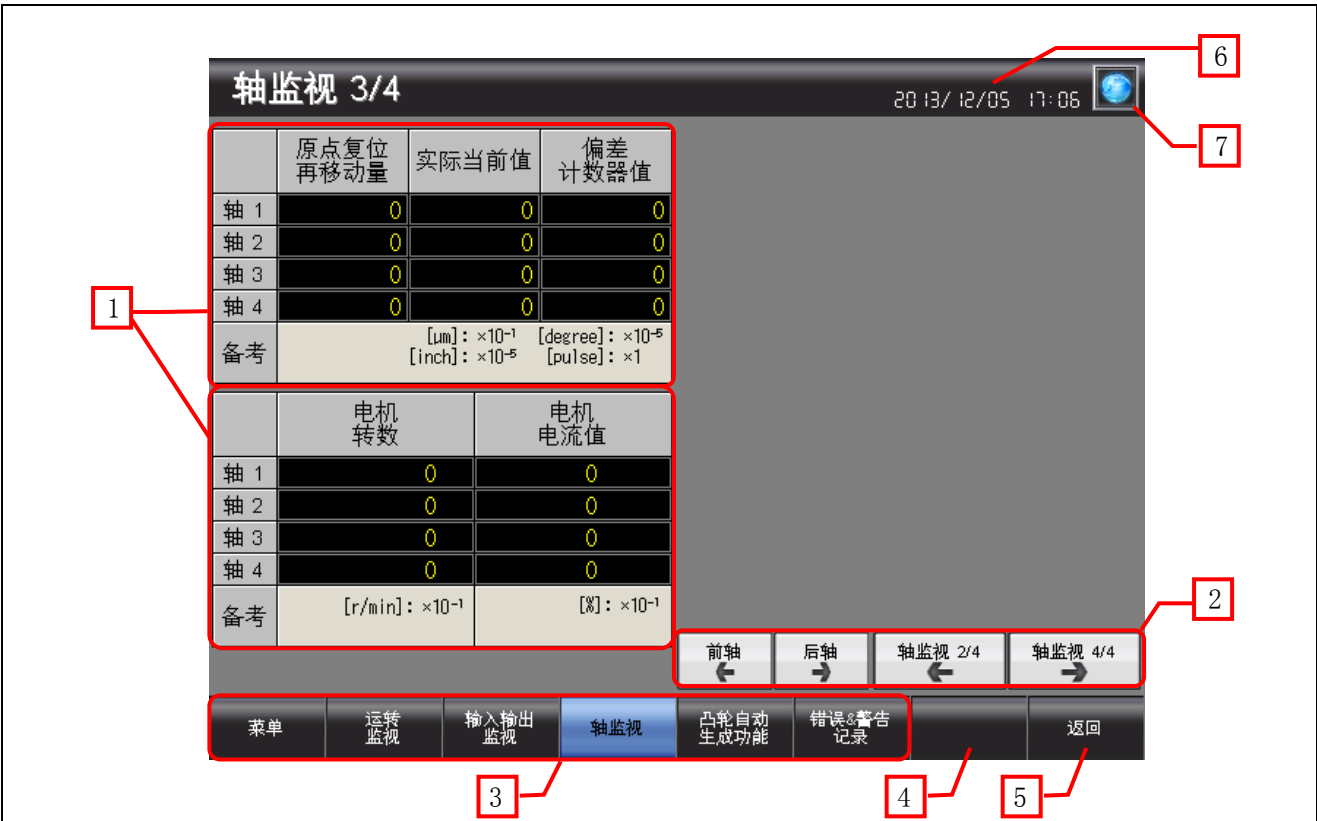 6
轴监视 3/4
2013/12/05 17:06
7
原点复位 实际当前值 偏差
再移动量 计数器值
轴 1 0 0 0
轴 2 0 0 0
轴 3 0 0 0
轴 4 0 0 0
1
备考 [μm]：×10⁻¹ [degree]：×10⁻⁵
[inch]：×10⁻⁵ [pulse]：×1
电机 电机
转数 电流值
轴 1 0 0
轴 2 0 0
轴 3 0 0
轴 4 0 0
备考 [r/min]：×10⁻¹ [%]：×10⁻¹
2
前轴 后轴 轴监视 2/4 轴监视 4/4
菜单 运转 输入输出 轴监视 凸轮自动 错误&警告 返回
监视 监视 生成功能 记录
3 4 5